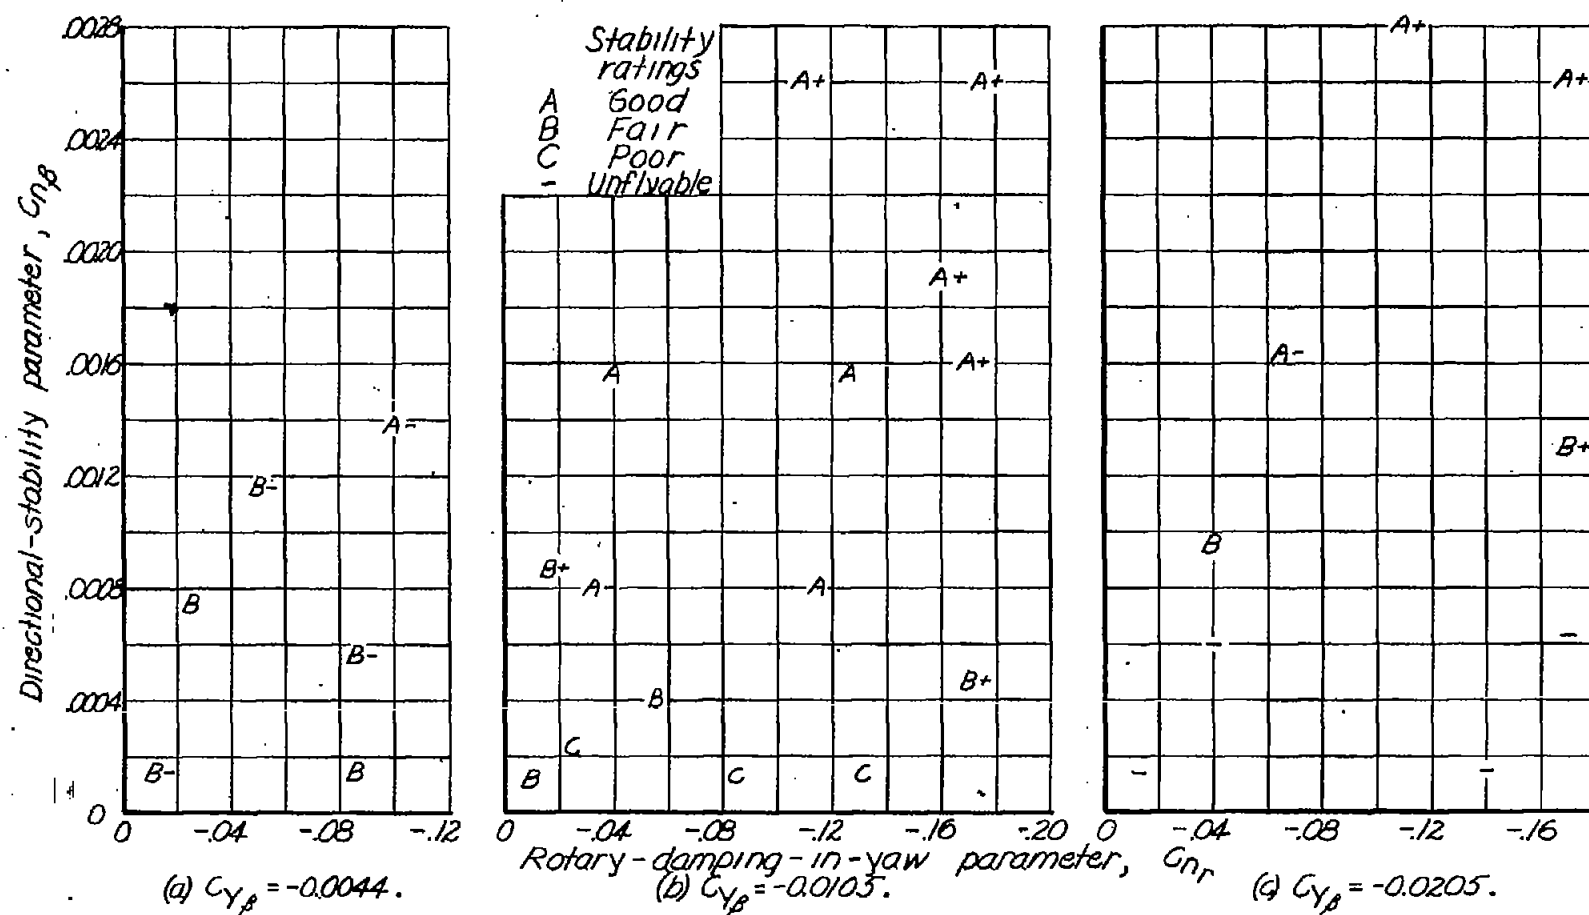 .0028
.0024
.0020
.0016
.0012
.0008
.0004
0
Directional-stability parameter, Cnβ
A=
B-
B
B-
B-
B
0 -.04 -.08 -.12
(a) CYβ = -0.0044.
Stability
ratings
A Good
B Fair
C Poor
- Unflyable
A+ A+
A+
A A A+
B+ A- A
B B+
C
B C C
0 -.04 -.08 -.12 -.16 -.20
Rotary-damping-in-yaw parameter, Cnr
(b) CYβ = -0.0105.
A+
A+
A-
B+
B
-
-
- -
0 -.04 -.08 -.12 -.16
(c) CYβ = -0.0205.